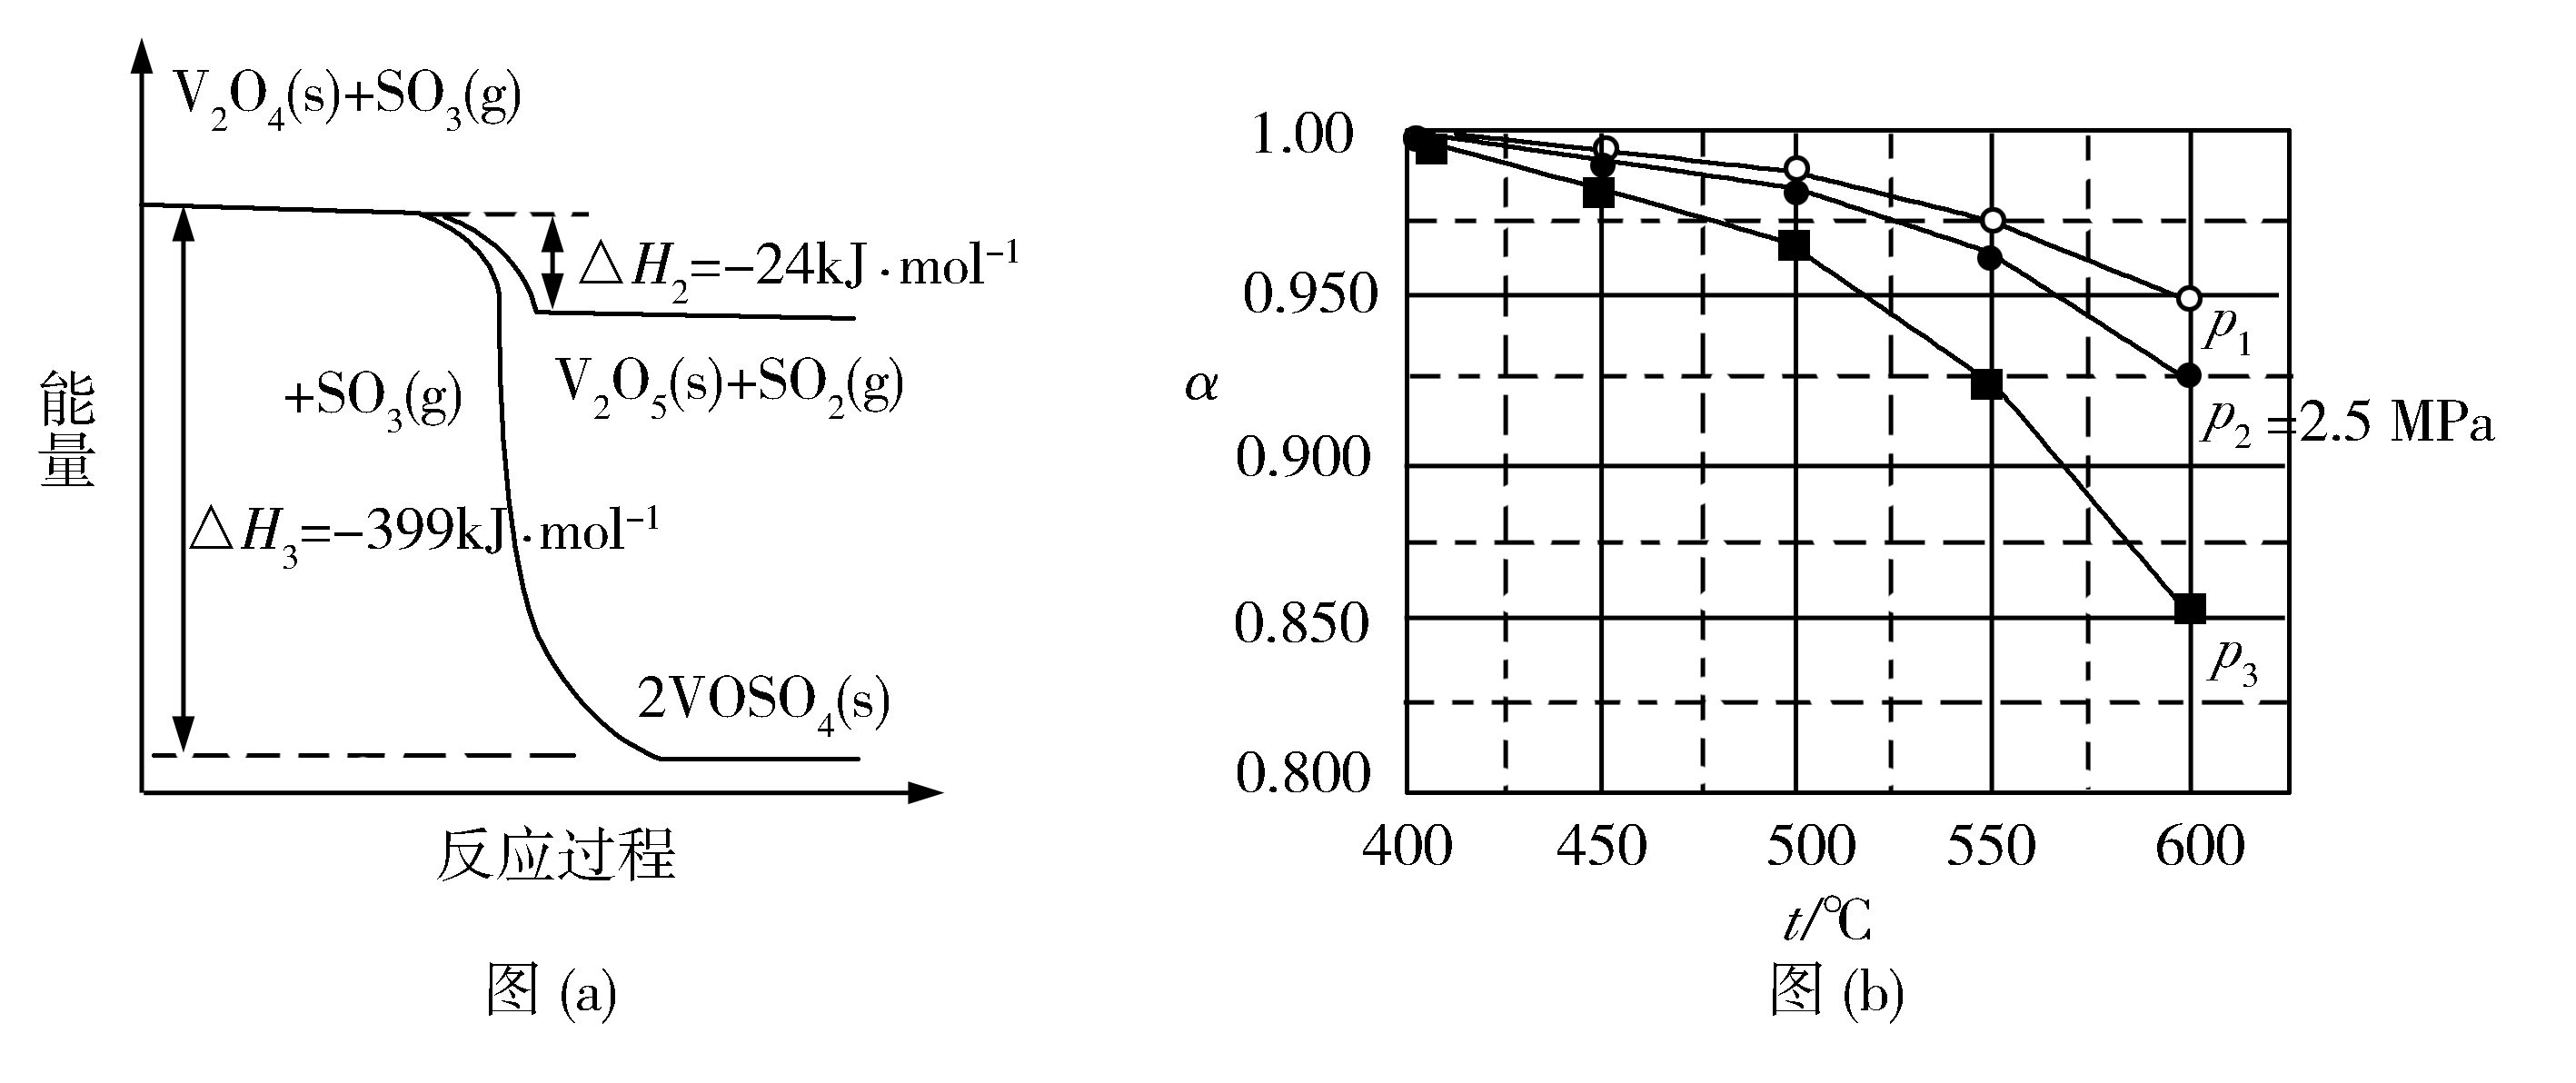 V₂O₄(s)+SO₃(g)
△H₂=−24kJ·mol⁻¹
V₂O₅(s)+SO₂(g)
+SO₃(g)
能量
△H₃=−399kJ·mol⁻¹
2VOSO₄(s)
反应过程
图 (a)
1.00
0.950
0.900
0.850
0.800
α
p₁
p₂=2.5 MPa
p₃
400 450 500 550 600
t/℃
图 (b)